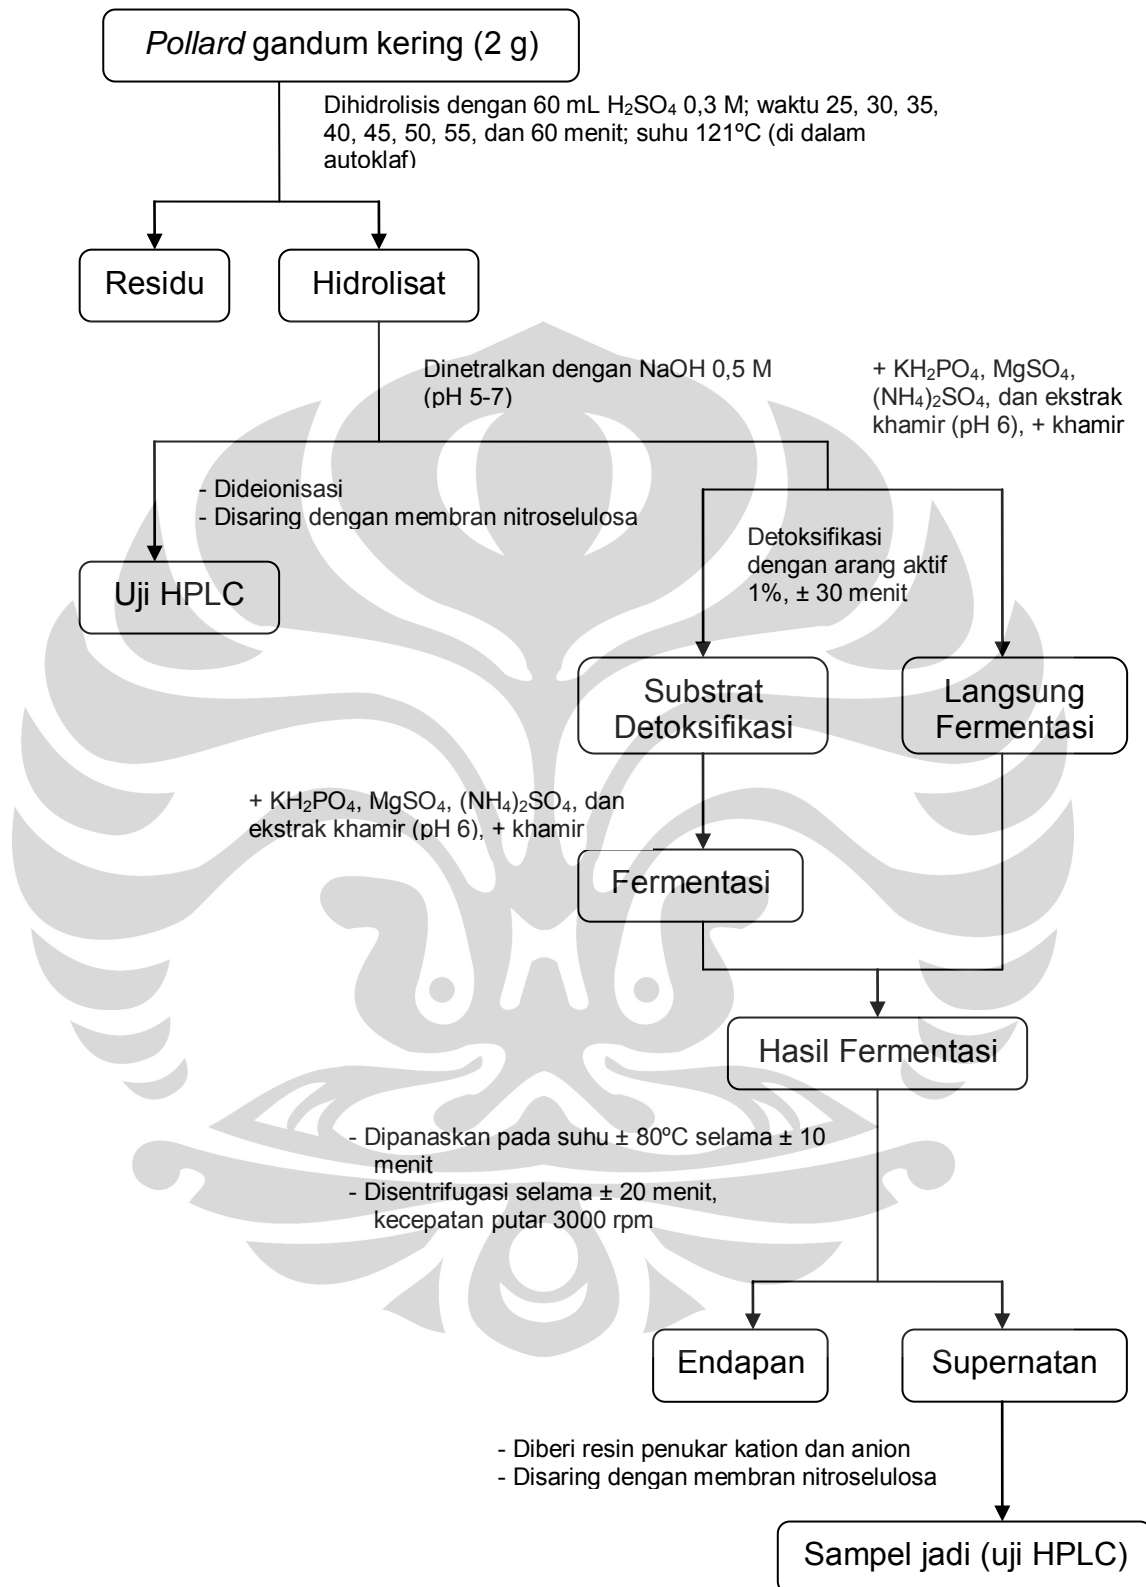 Pollard gandum kering (2 g)
Dihidrolisis dengan 60 mL H₂SO₄ 0,3 M; waktu 25, 30, 35,
40, 45, 50, 55, dan 60 menit; suhu 121ºC (di dalam
autoklaf)
Residu
Hidrolisat
Dinetralkan dengan NaOH 0,5 M
(pH 5-7)
+ KH₂PO₄, MgSO₄,
(NH₄)₂SO₄, dan ekstrak
khamir (pH 6), + khamir
- Dideionisasi
- Disaring dengan membran nitroselulosa
Detoksifikasi
dengan arang aktif
1%, ± 30 menit
Uji HPLC
Substrat
Detoksifikasi
Langsung
Fermentasi
+ KH₂PO₄, MgSO₄, (NH₄)₂SO₄, dan
ekstrak khamir (pH 6), + khamir
Fermentasi
Hasil Fermentasi
- Dipanaskan pada suhu ± 80ºC selama ± 10
menit
- Disentrifugasi selama ± 20 menit,
kecepatan putar 3000 rpm
Endapan
Supernatan
- Diberi resin penukar kation dan anion
- Disaring dengan membran nitroselulosa
Sampel jadi (uji HPLC)